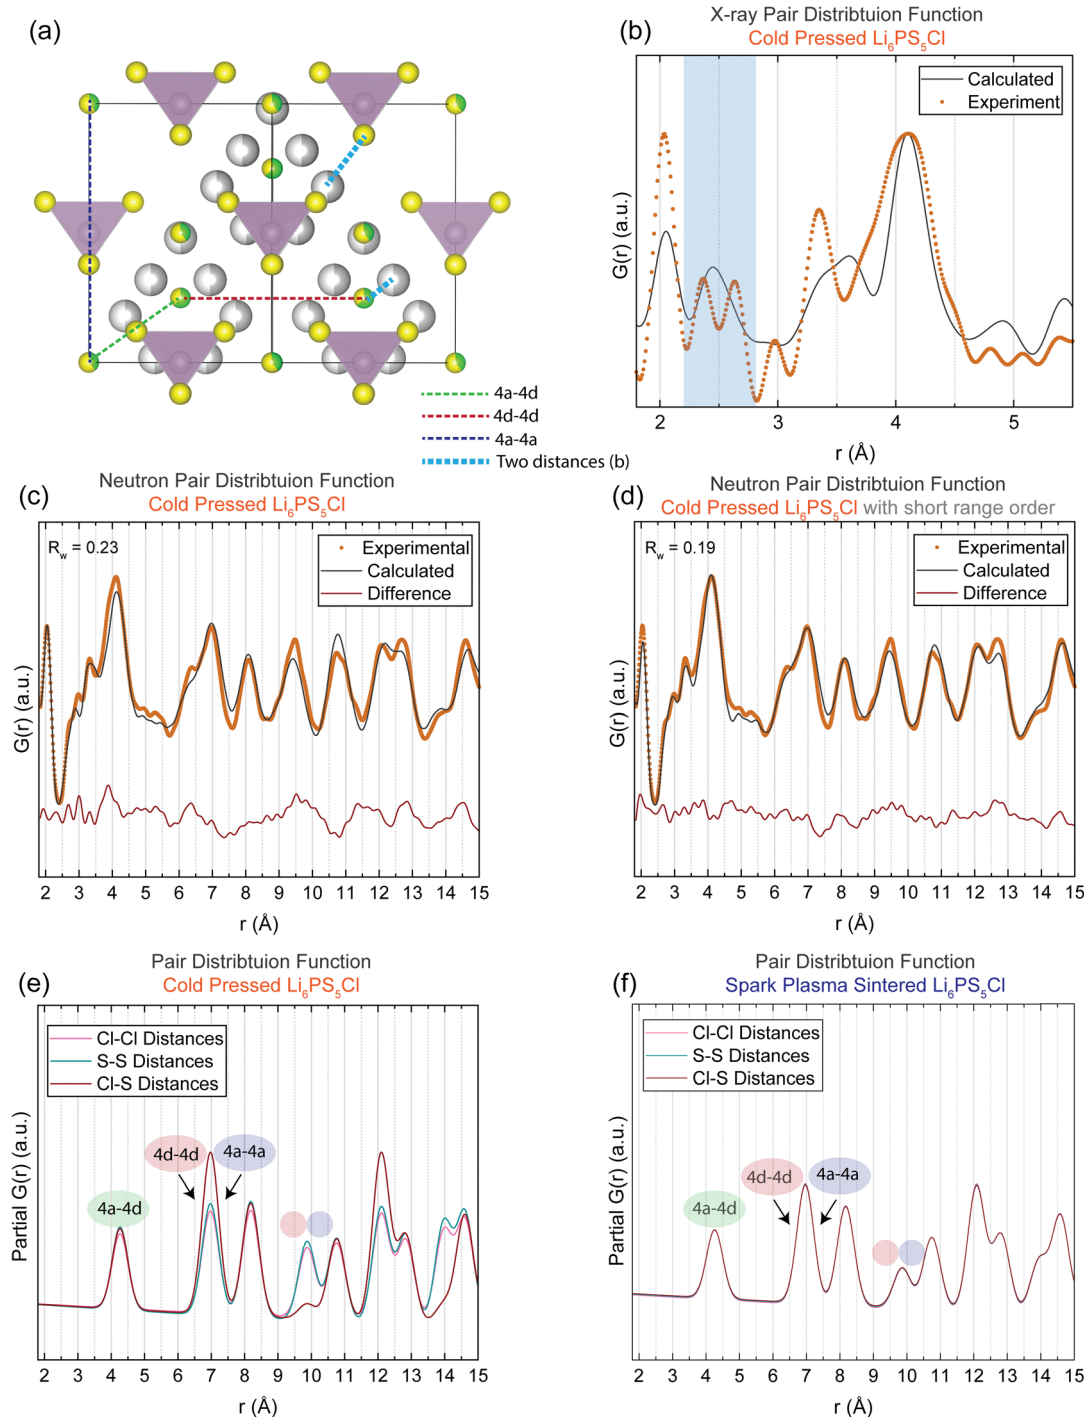 (a)
4a-4d
4d-4d
4a-4a
Two distances (b)
(b)
X-ray Pair Distribtuion Function
Cold Pressed Li₆PS₅Cl
Calculated
Experiment
G(r) (a.u.)
2 3 4 5
r (Å)
(c)
Neutron Pair Distribtuion Function
Cold Pressed Li₆PS₅Cl
R_w = 0.23
Experimental
Calculated
Difference
G(r) (a.u.)
2 3 4 5 6 7 8 9 10 11 12 13 14 15
r (Å)
(d)
Neutron Pair Distribtuion Function
Cold Pressed Li₆PS₅Cl with short range order
R_w = 0.19
Experimental
Calculated
Difference
G(r) (a.u.)
2 3 4 5 6 7 8 9 10 11 12 13 14 15
r (Å)
(e)
Pair Distribtuion Function
Cold Pressed Li₆PS₅Cl
Cl-Cl Distances
S-S Distances
Cl-S Distances
4d-4d
4a-4a
4a-4d
Partial G(r) (a.u.)
2 3 4 5 6 7 8 9 10 11 12 13 14 15
r (Å)
(f)
Pair Distribtuion Function
Spark Plasma Sintered Li₆PS₅Cl
Cl-Cl Distances
S-S Distances
Cl-S Distances
4d-4d
4a-4a
4a-4d
Partial G(r) (a.u.)
2 3 4 5 6 7 8 9 10 11 12 13 14 15
r (Å)